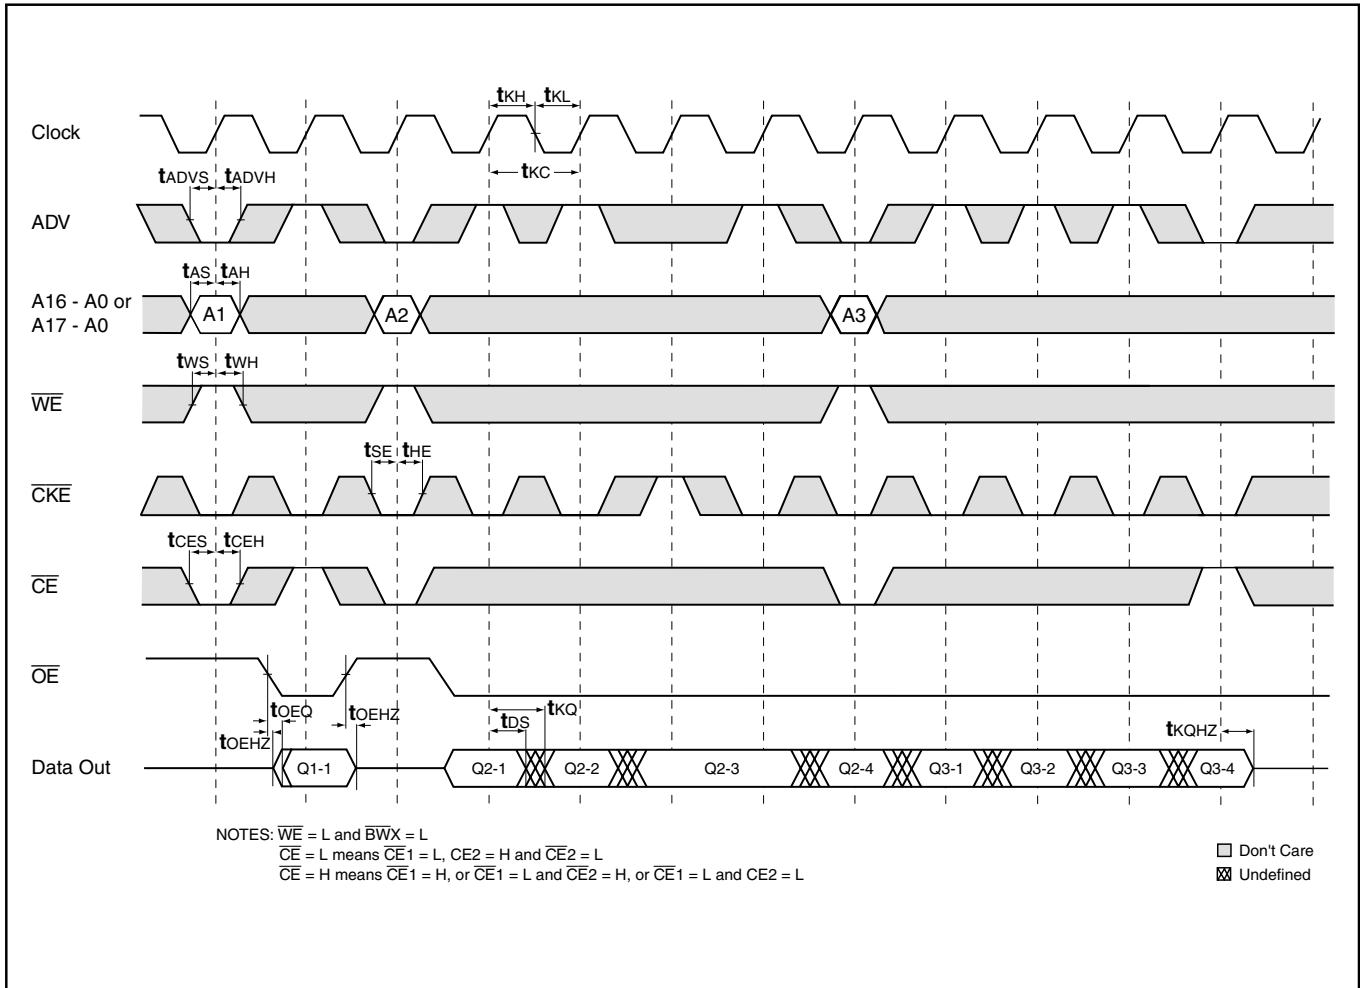 tKH tKL
Clock
tKC
tADVS tADVH
ADV
tAS tAH
A16 - A0 or
A17 - A0
A1 A2 A3
tWS tWH
WE
tSE tHE
CKE
tCES tCEH
CE
OE
tOEQ tOEHZ tDS tKQ
tOEHZ tKQHZ
Data Out Q1-1 Q2-1 Q2-2 Q2-3 Q2-4 Q3-1 Q3-2 Q3-3 Q3-4
NOTES: WE = L and BWX = L
CE = L means CE1 = L, CE2 = H and CE2 = L
CE = H means CE1 = H, or CE1 = L and CE2 = H, or CE1 = L and CE2 = L
Don't Care
Undefined